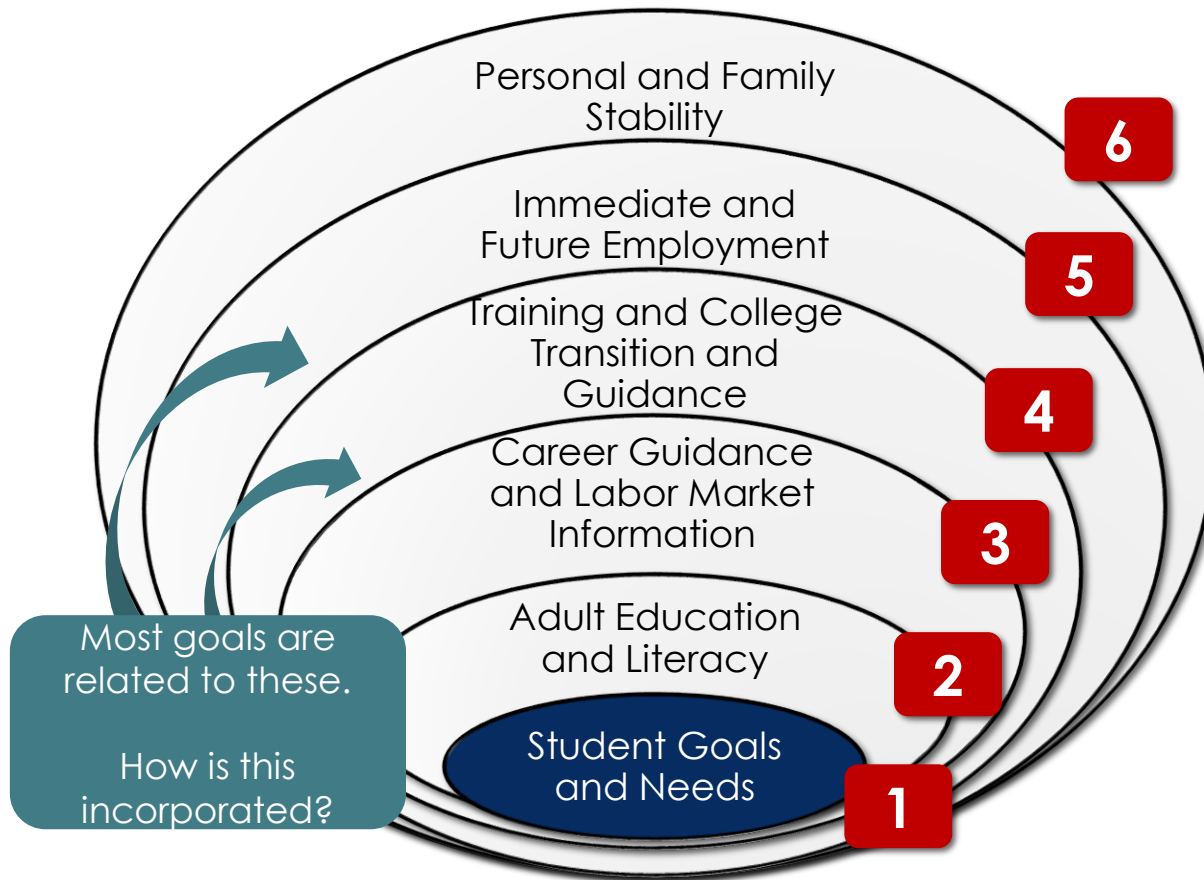 Personal and Family
Stability
6
Immediate and
Future Employment
5
Training and College
Transition and
Guidance
4
Career Guidance
and Labor Market
Information
3
Adult Education
and Literacy
2
Student Goals
and Needs
1
Most goals are
related to these.
How is this
incorporated?